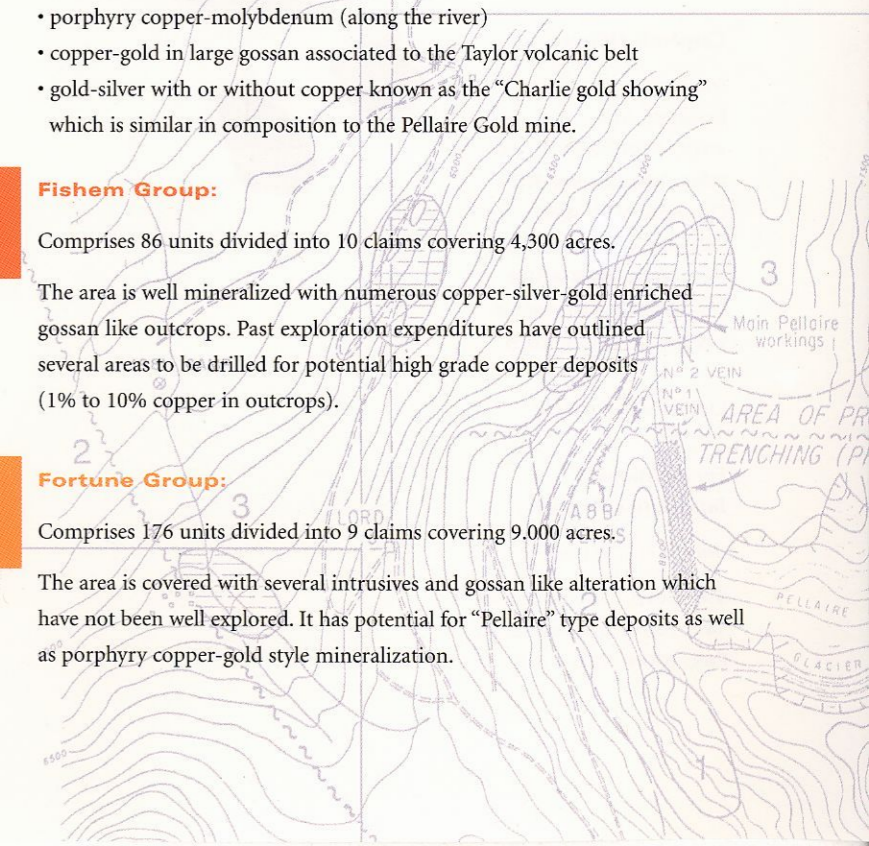 • porphyry copper-molybdenum (along the river)
• copper-gold in large gossan associated to the Taylor volcanic belt
• gold-silver with or without copper known as the “Charlie gold showing”
which is similar in composition to the Pellaire Gold mine.
Fishem Group:
Comprises 86 units divided into 10 claims covering 4,300 acres.
The area is well mineralized with numerous copper-silver-gold enriched
gossan like outcrops. Past exploration expenditures have outlined
several areas to be drilled for potential high grade copper deposits
(1% to 10% copper in outcrops).
Fortune Group:
Comprises 176 units divided into 9 claims covering 9.000 acres.
The area is covered with several intrusives and gossan like alteration which
have not been well explored. It has potential for “Pellaire” type deposits as well
as porphyry copper-gold style mineralization.
6000
6500
3
Main Pellaire
workings
Nº 2 VEIN
Nº 1
VEIN
AREA OF
TRENCHING
2
3
LORD
2
PELLAIRE
GLACIER
8500
1